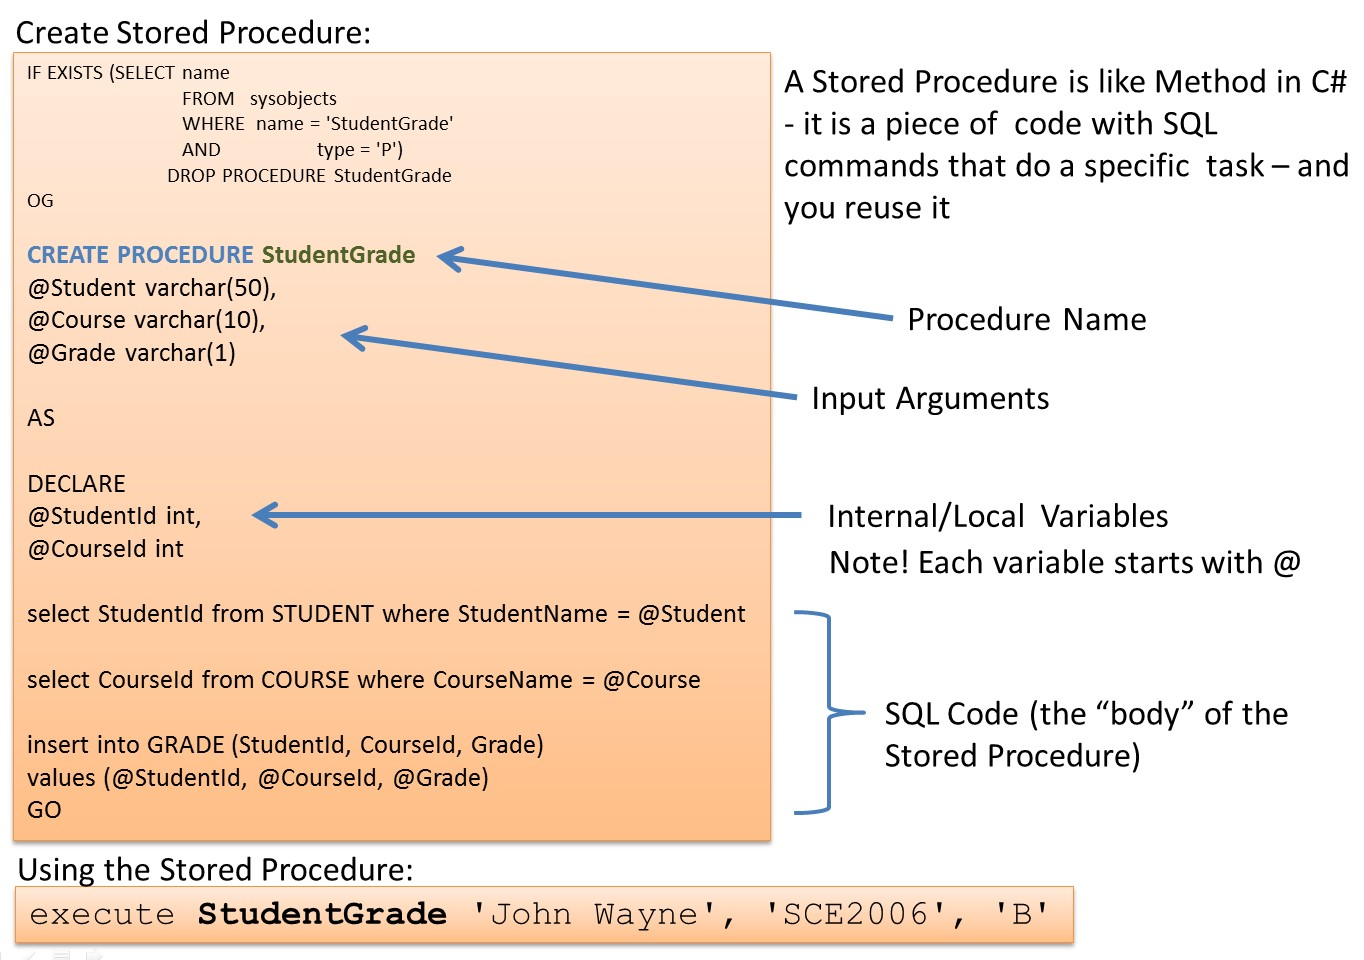 Create Stored Procedure:
IF EXISTS (SELECT name
FROM sysobjects
WHERE name = 'StudentGrade'
AND type = 'P')
DROP PROCEDURE StudentGrade
OG
CREATE PROCEDURE StudentGrade
@Student varchar(50),
@Course varchar(10),
@Grade varchar(1)
AS
DECLARE
@StudentId int,
@CourseId int
select StudentId from STUDENT where StudentName = @Student
select CourseId from COURSE where CourseName = @Course
insert into GRADE (StudentId, CourseId, Grade)
values (@StudentId, @CourseId, @Grade)
GO
A Stored Procedure is like Method in C#
- it is a piece of code with SQL
commands that do a specific task – and
you reuse it
Procedure Name
Input Arguments
Internal/Local Variables
Note! Each variable starts with @
SQL Code (the “body” of the
Stored Procedure)
Using the Stored Procedure:
execute StudentGrade 'John Wayne', 'SCE2006', 'B'